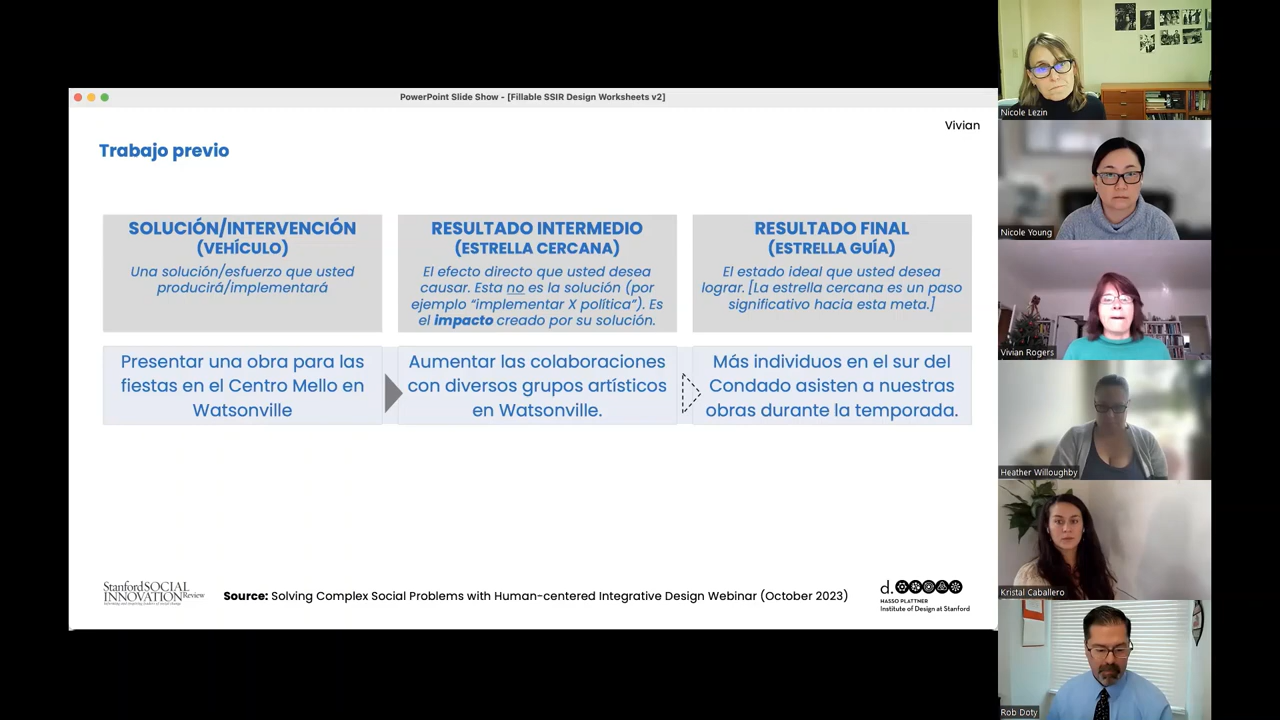 PowerPoint Slide Show - [Fillable SSIR Design Worksheets v2]
Vivian
Trabajo previo
SOLUCIÓN/INTERVENCIÓN
(VEHÍCULO)
Una solución/esfuerzo que usted
producirá/implementará
RESULTADO INTERMEDIO
(ESTRELLA CERCANA)
El efecto directo que usted desea
causar. Esta no es la solución (por
ejemplo “implementar X política”). Es
el impacto creado por su solución.
RESULTADO FINAL
(ESTRELLA GUÍA)
El estado ideal que usted desea
lograr. [La estrella cercana es un paso
significativo hacia esta meta.]
Presentar una obra para las
fiestas en el Centro Mello en
Watsonville
Aumentar las colaboraciones
con diversos grupos artísticos
en Watsonville.
Más individuos en el sur del
Condado asisten a nuestras
obras durante la temporada.
Stanford SOCIAL
INNOVATION Review
Source: Solving Complex Social Problems with Human-centered Integrative Design Webinar (October 2023)
d.
HASSO PLATTNER
Institute of Design at Stanford
Nicole Lezin
Nicole Young
Vivian Rogers
Heather Willoughby
Kristal Caballero
Rob Doty